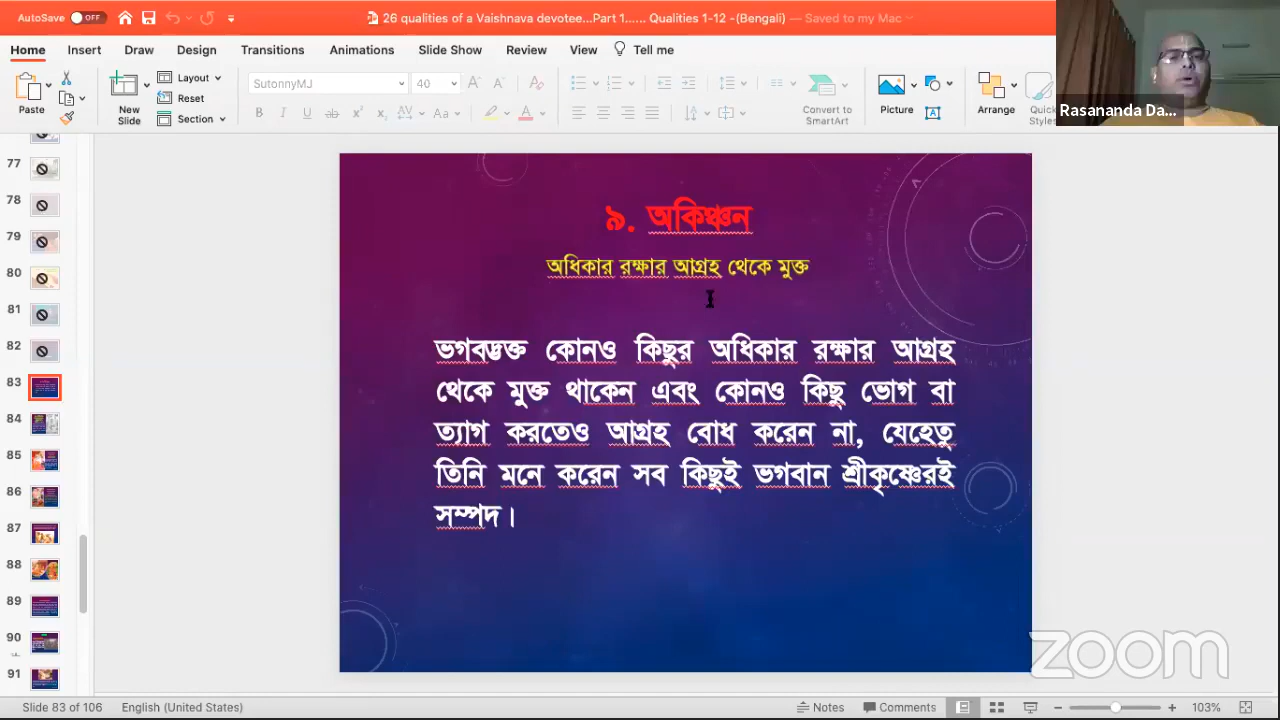 AutoSave OFF
26 qualities of a Vaishnava devotee...Part 1...... Qualities 1-12 -(Bengali) — Saved to my Mac
Home Insert Draw Design Transitions Animations Slide Show Review View Tell me
Paste
New Slide
Layout
Reset
Section
SutonnyMJ
40
Convert to SmartArt
Picture
Arrange
Quick Styles
Rasananda Da...
77
78
79
80
81
82
83
84
85
86
87
88
89
90
91
৯. অকিঞ্চন
অধিকার রক্ষার আগ্রহ থেকে মুক্ত
ভগবদ্ভক্ত কোনও কিছুর অধিকার রক্ষার আগ্রহ
থেকে মুক্ত থাকেন এবং কোনও কিছু ভোগ বা
ত্যাগ করতেও আগ্রহ বোধ করেন না, যেহেতু
তিনি মনে করেন সব কিছুই ভগবান শ্রীকৃষ্ণেরই
সম্পদ।
zoom
Slide 83 of 106 English (United States) Notes Comments 103%